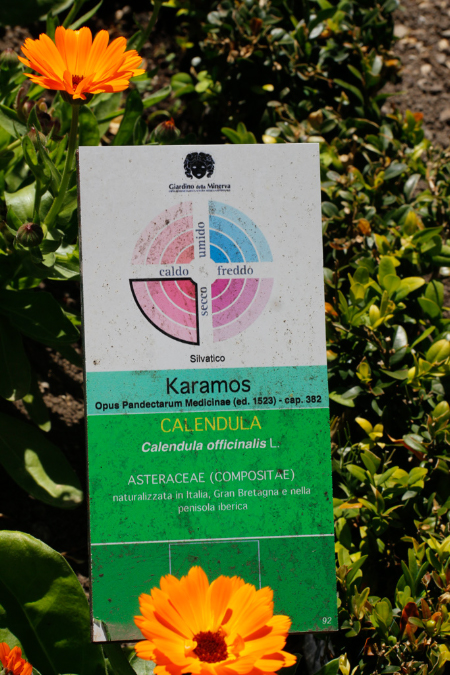 Giardino della Minerva
umido
caldo
freddo
secco
Silvatico
Karamos
Opus Pandectarum Medicinae (ed. 1523) - cap. 382
CALENDULA
Calendula officinalis L.
ASTERACEAE (COMPOSITAE)
naturalizzata in Italia, Gran Bretagna e nella
penisola iberica
92